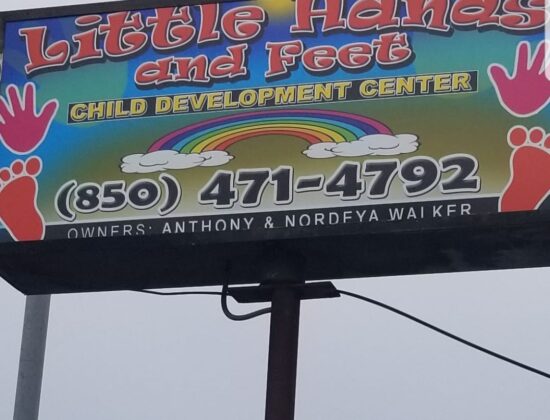 Little Hands
and Feet
CHILD DEVELOPMENT CENTER
(850) 471-4792
OWNERS: ANTHONY & NORDEYA WALKER